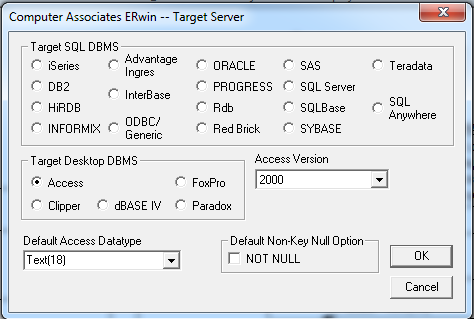 Computer Associates ERwin -- Target Server
Target SQL DBMS
iSeries
DB2
HiRDB
INFORMIX
Advantage
Ingres
InterBase
ODBC/
Generic
ORACLE
PROGRESS
Rdb
Red Brick
SAS
SQL Server
SQLBase
SYBASE
Teradata
SQL
Anywhere
Target Desktop DBMS
Access
FoxPro
Clipper
dBASE IV
Paradox
Access Version
2000
Default Access Datatype
Text(18)
Default Non-Key Null Option
NOT NULL
OK
Cancel